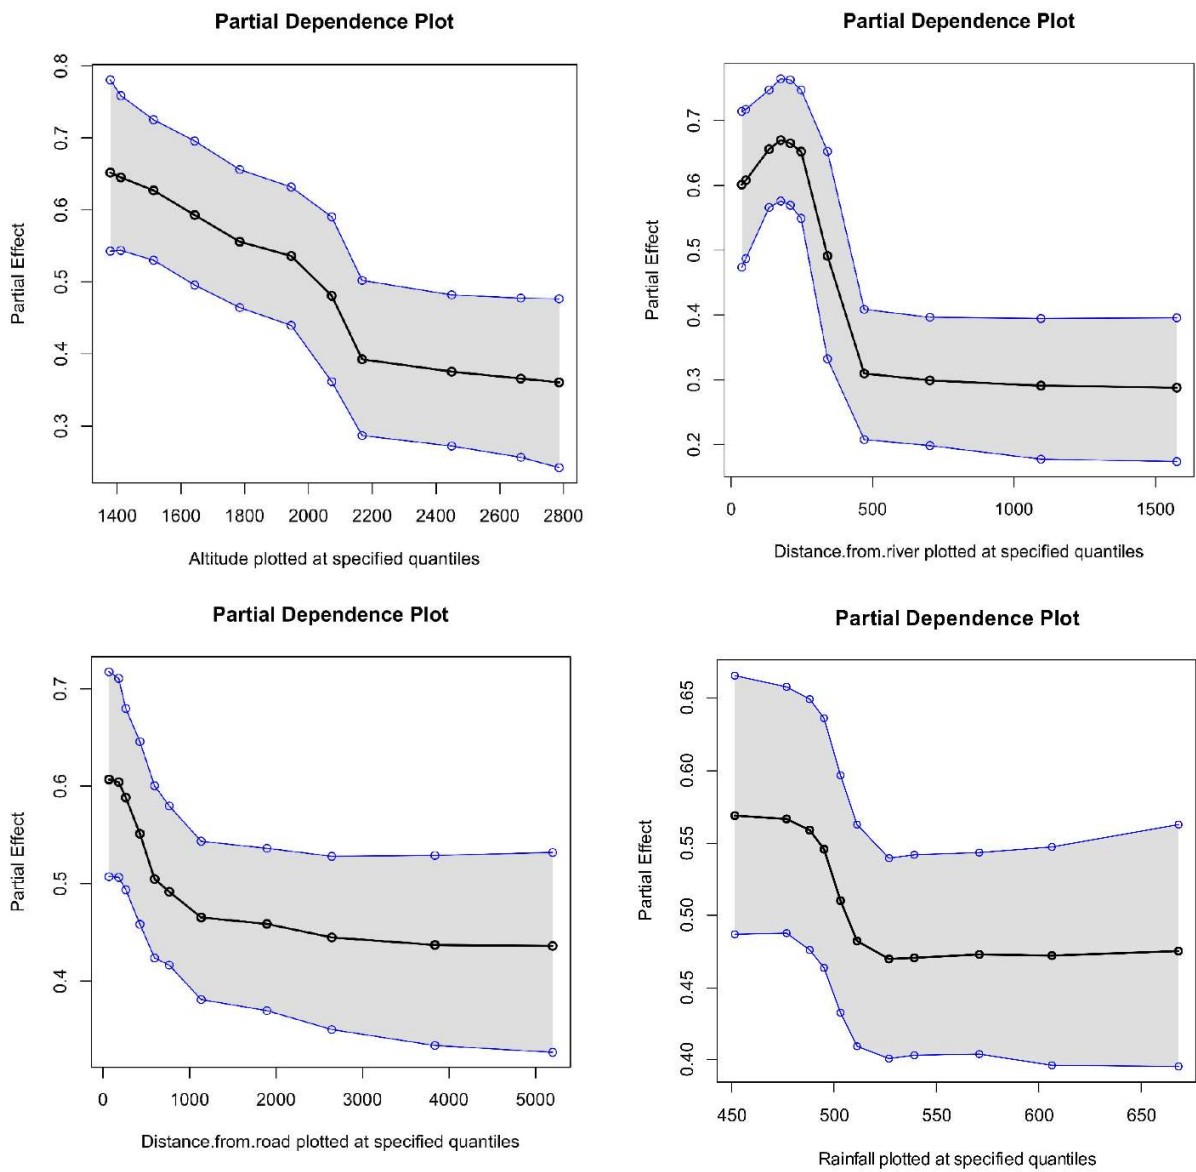 Partial Dependence Plot
Partial Effect
0.8
0.7
0.6
0.5
0.4
0.3
1400 1600 1800 2000 2200 2400 2600 2800
Altitude plotted at specified quantiles
Partial Dependence Plot
Partial Effect
0.7
0.6
0.5
0.4
0.3
0.2
0 500 1000 1500
Distance.from.river plotted at specified quantiles
Partial Dependence Plot
Partial Effect
0.7
0.6
0.5
0.4
0 1000 2000 3000 4000 5000
Distance.from.road plotted at specified quantiles
Partial Dependence Plot
Partial Effect
0.65
0.60
0.55
0.50
0.45
0.40
450 500 550 600 650
Rainfall plotted at specified quantiles